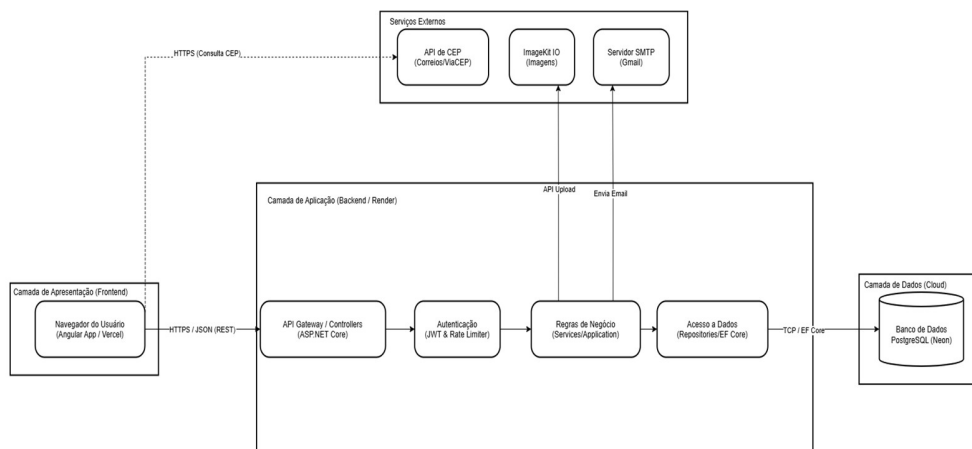 Serviços Externos
API de CEP
(Correios/ViaCEP)
ImageKit IO
(Imagens)
Servidor SMTP
(Gmail)
HTTPS (Consulta CEP)
API Upload
Envia Email
Camada de Aplicação (Backend / Render)
Camada de Apresentação (Frontend)
Navegador do Usuário
(Angular App / Vercel)
HTTPS / JSON (REST)
API Gateway / Controllers
(ASP.NET Core)
Autenticação
(JWT & Rate Limiter)
Regras de Negócio
(Services/Application)
Acesso a Dados
(Repositories/EF Core)
TCP / EF Core
Camada de Dados (Cloud)
Banco de Dados
PostgreSQL (Neon)